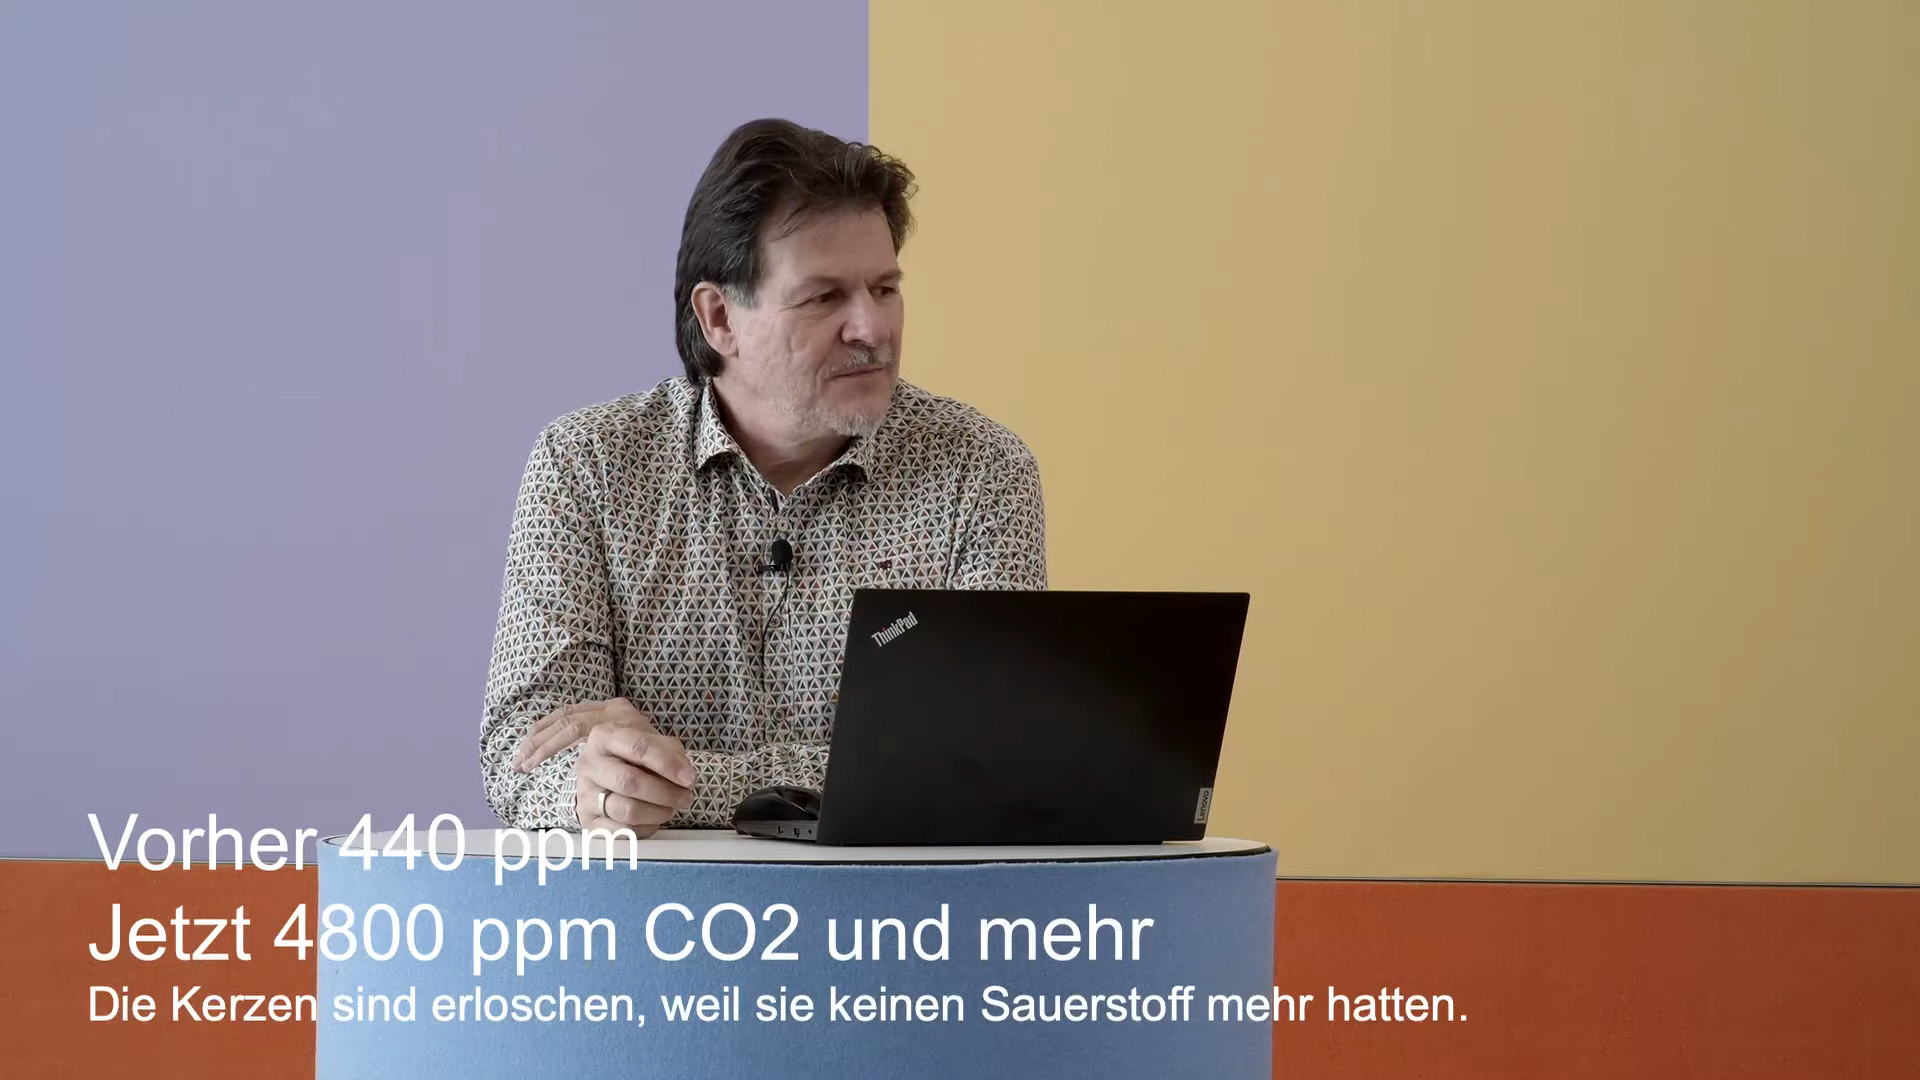 ThinkPad
Lenovo
Vorher 440 ppm
Jetzt 4800 ppm CO2 und mehr
Die Kerzen sind erloschen, weil sie keinen Sauerstoff mehr hatten.